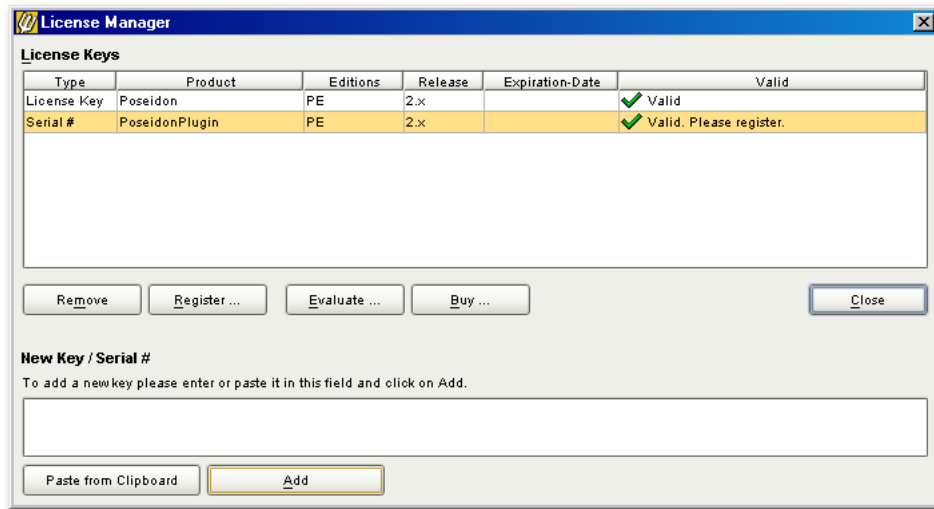 License Manager
License Keys
Type Product Editions Release Expiration-Date Valid
License Key Poseidon PE 2.x Valid
Serial # PoseidonPlugin PE 2.x Valid. Please register.
Remove Register ... Evaluate ... Buy ... Close
New Key / Serial #
To add a new key please enter or paste it in this field and click on Add.
Paste from Clipboard Add